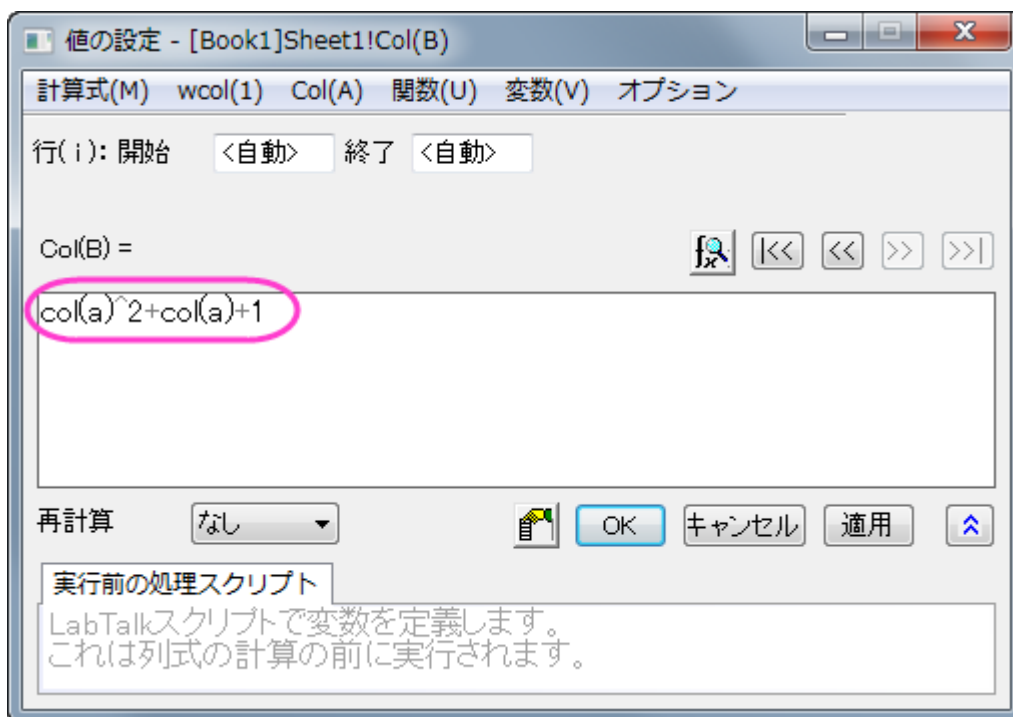 値の設定 - [Book1]Sheet1!Col(B)
計算式(M) wcol(1) Col(A) 関数(U) 変数(V) オプション
行(i): 開始 <自動> 終了 <自動>
Col(B) =
|<< << >> >>|
col(a)^2+col(a)+1
再計算 なし OK キャンセル 適用
実行前の処理スクリプト
LabTalkスクリプトで変数を定義します。
これは列式の計算の前に実行されます。